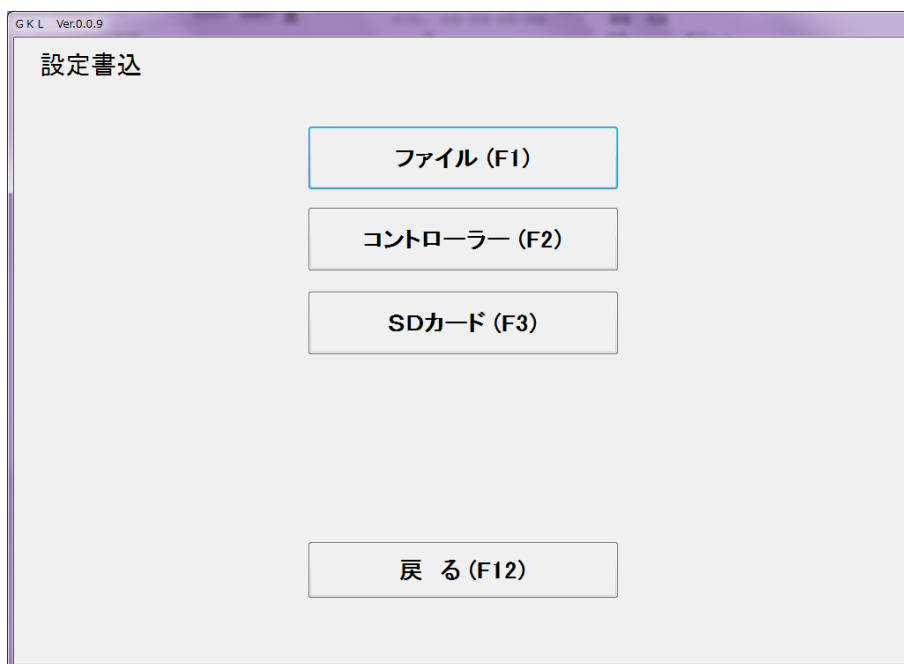 G K L Ver.0.0.9
設定書込
ファイル (F1)
コントローラー (F2)
SDカード (F3)
戻 る (F12)